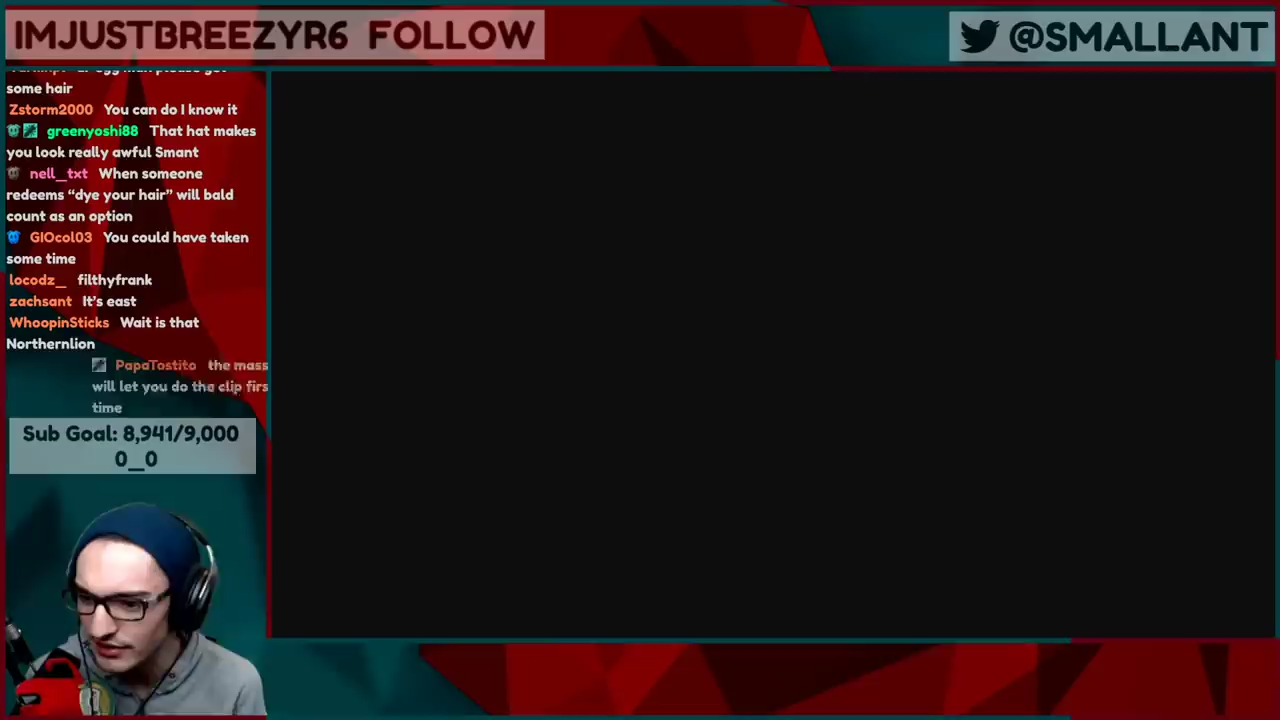 IMJUSTBREEZYR6 FOLLOW
@SMALLANT
some hair
Zstorm2000 You can do I know it
greenyoshi88 That hat makes
you look really awful Smant
nell_txt When someone
redeems “dye your hair” will bald
count as an option
GIOcol03 You could have taken
some time
locodz_ filthyfrank
zachsant It's east
WhoopinSticks Wait is that
Northernlion
PapaTostito the mass
will let you do tha clip firs
time
Sub Goal: 8,941/9,000
0_0